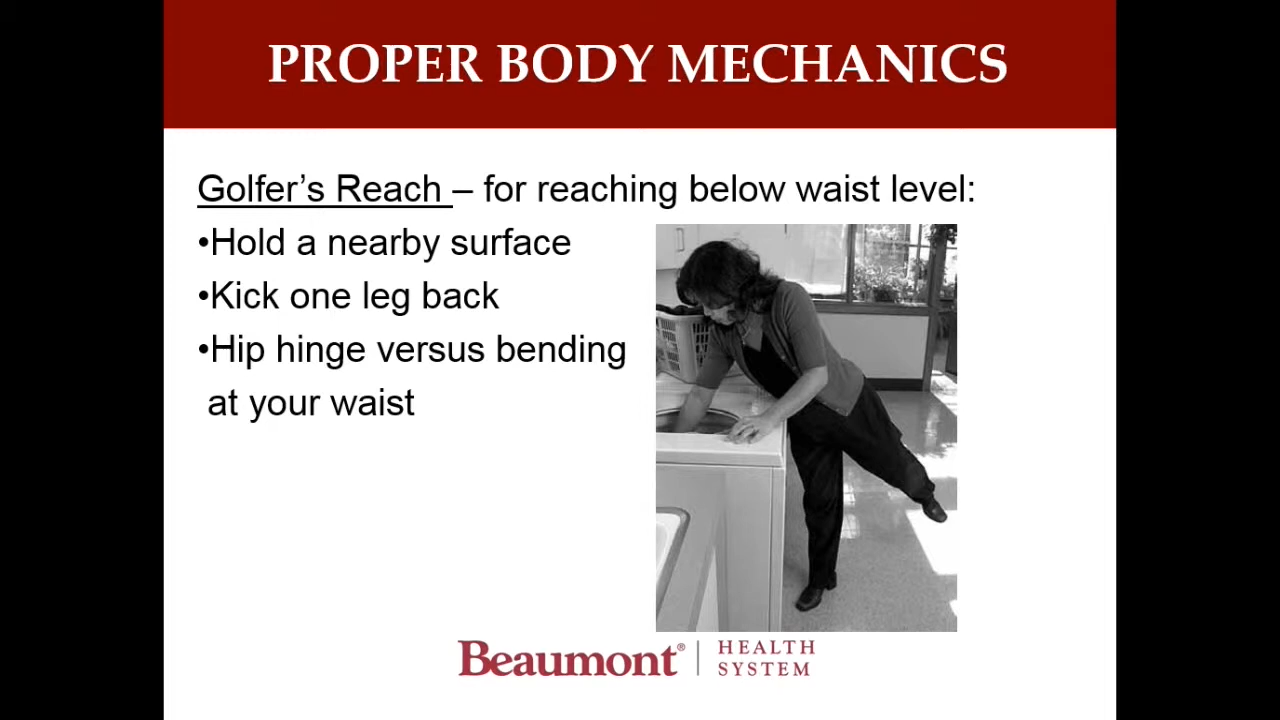 PROPER BODY MECHANICS
Golfer's Reach – for reaching below waist level:
•Hold a nearby surface
•Kick one leg back
•Hip hinge versus bending
at your waist
Beaumont® | HEALTH
SYSTEM